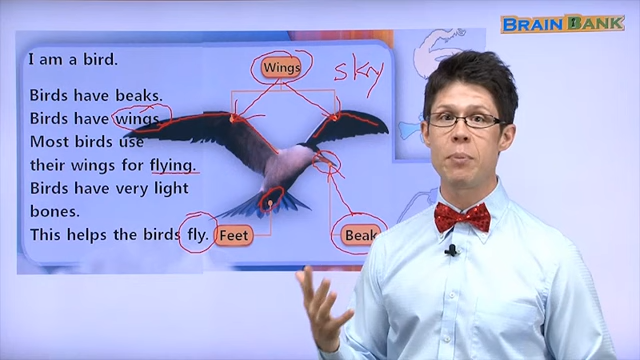 BRAIN BANK
I am a bird.
Birds have beaks.
Birds have wings.
Most birds use
their wings for flying.
Birds have very light
bones.
This helps the birds fly.
Wings
sky
Feet
Beak